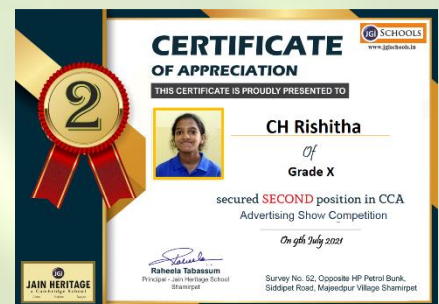 JGI SCHOOLS
www.jgischools.in
CERTIFICATE
OF APPRECIATION
THIS CERTIFICATE IS PROUDLY PRESENTED TO
2
CH Rishitha
Of
Grade X
secured SECOND position in CCA
Advertising Show Competition
On 9th July 2021
Raheela Tabassum
Principal - Jain Heritage School
Shamirpat
Survey No. 52, Opposite HP Petrol Bunk,
Siddipet Road, Majeedpur Village Shamirpet
JGI
JAIN HERITAGE
a Cambridge School